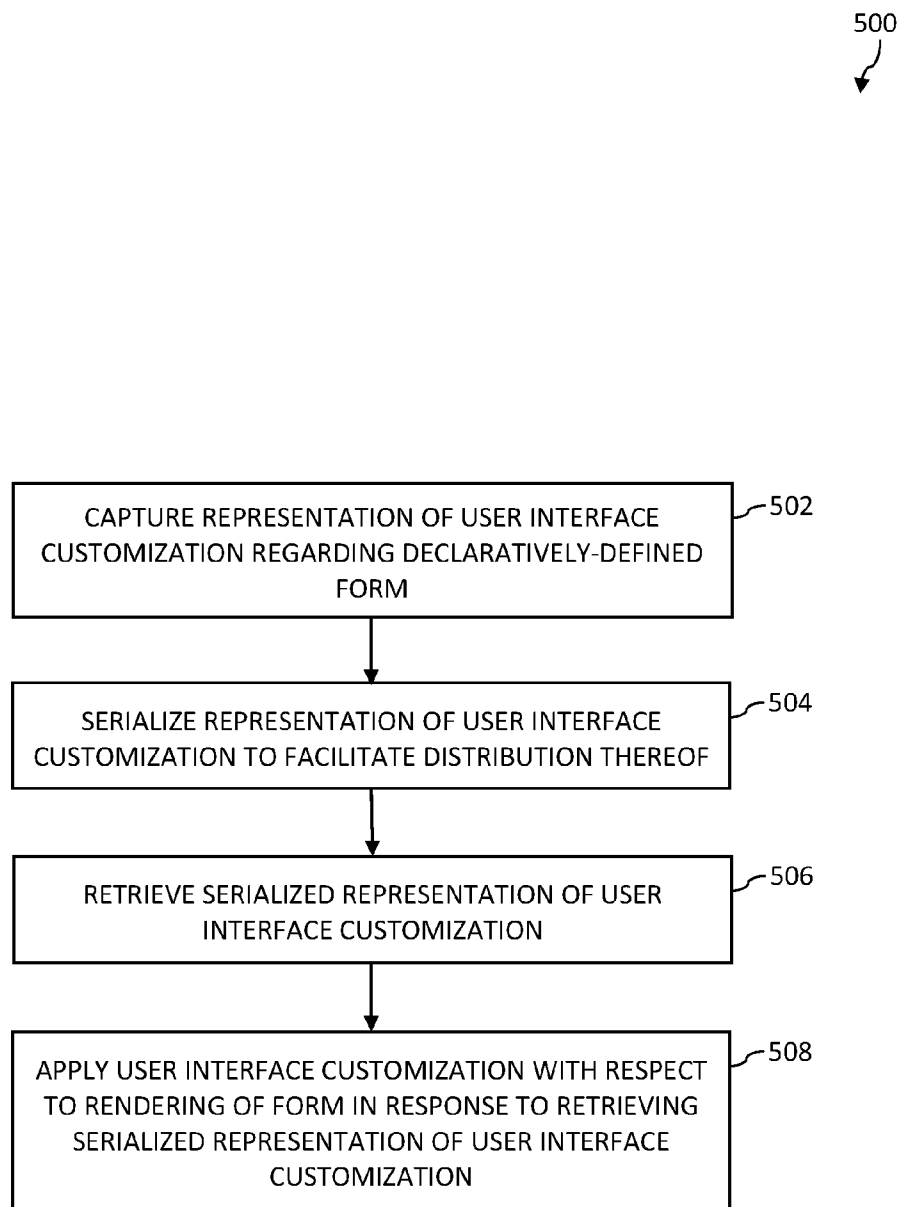 500
CAPTURE REPRESENTATION OF USER INTERFACE
CUSTOMIZATION REGARDING DECLARATIVELY-DEFINED
FORM
502
SERIALIZE REPRESENTATION OF USER INTERFACE
CUSTOMIZATION TO FACILITATE DISTRIBUTION THEREOF
504
RETRIEVE SERIALIZED REPRESENTATION OF USER
INTERFACE CUSTOMIZATION
506
APPLY USER INTERFACE CUSTOMIZATION WITH RESPECT
TO RENDERING OF FORM IN RESPONSE TO RETRIEVING
SERIALIZED REPRESENTATION OF USER INTERFACE
CUSTOMIZATION
508